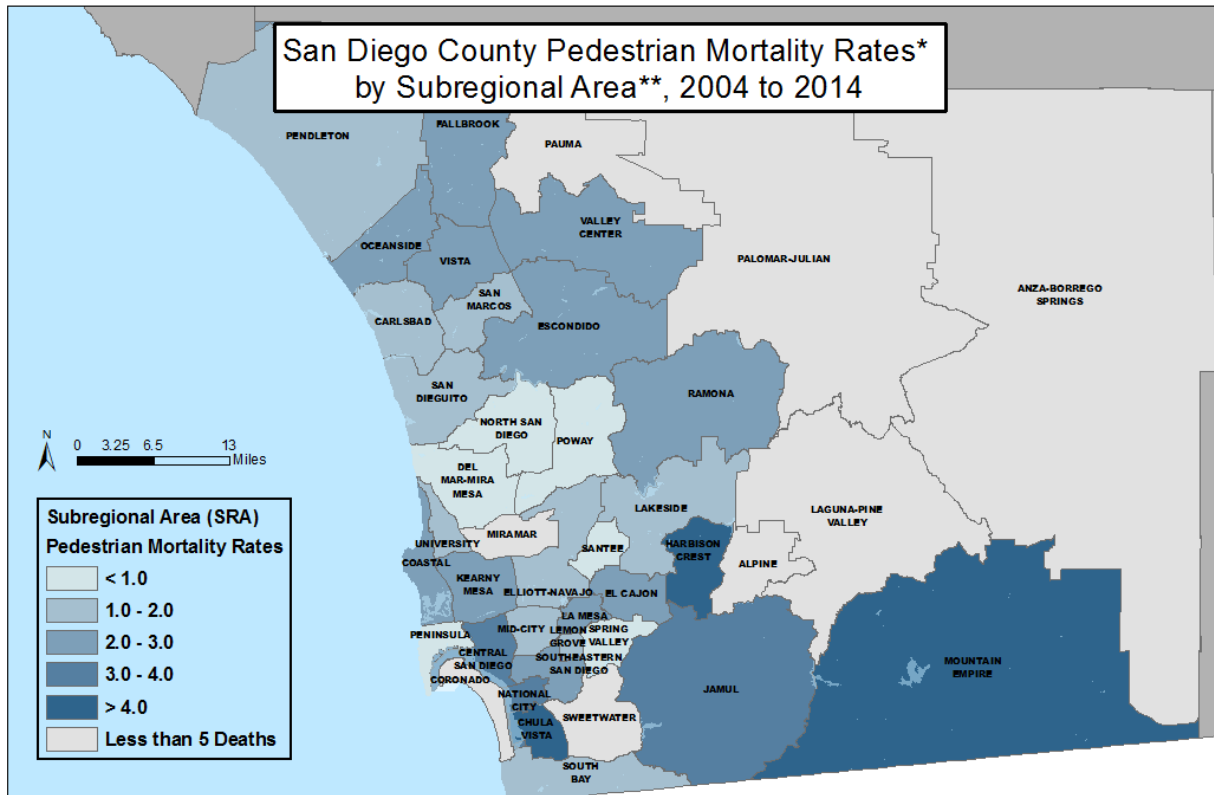 San Diego County Pedestrian Mortality Rates*
by Subregional Area**, 2004 to 2014
PENDLETON
FALLBROOK
PAUMA
VALLEY
CENTER
OCEANSIDE
VISTA
PALOMAR-JULIAN
ANZA-BORREGO
SPRINGS
SAN
MARCOS
CARLSBAD
ESCONDIDO
SAN
DIEGUITO
RAMONA
NORTH SAN
DIEGO
POWAY
N
0 3.25 6.5 13
Miles
DEL
MAR-MIRA
MESA
LAKESIDE
LAGUNA-PINE
VALLEY
MIRAMAR
UNIVERSITY
SANTEE
HARBISON
CREST
ALPINE
COASTAL
KEARNY
MESA
ELLIOTT-NAVAJO
EL CAJON
LA MESA
PENINSULA
MID-CITY
LEMON
GROVE
SPRING
VALLEY
CENTRAL
SAN DIEGO
SOUTHEASTERN
SAN DIEGO
CORONADO
MOUNTAIN
EMPIRE
JAMUL
NATIONAL
CITY
CHULA
VISTA
SWEETWATER
SOUTH
BAY
Subregional Area (SRA)
Pedestrian Mortality Rates
< 1.0
1.0 - 2.0
2.0 - 3.0
3.0 - 4.0
> 4.0
Less than 5 Deaths